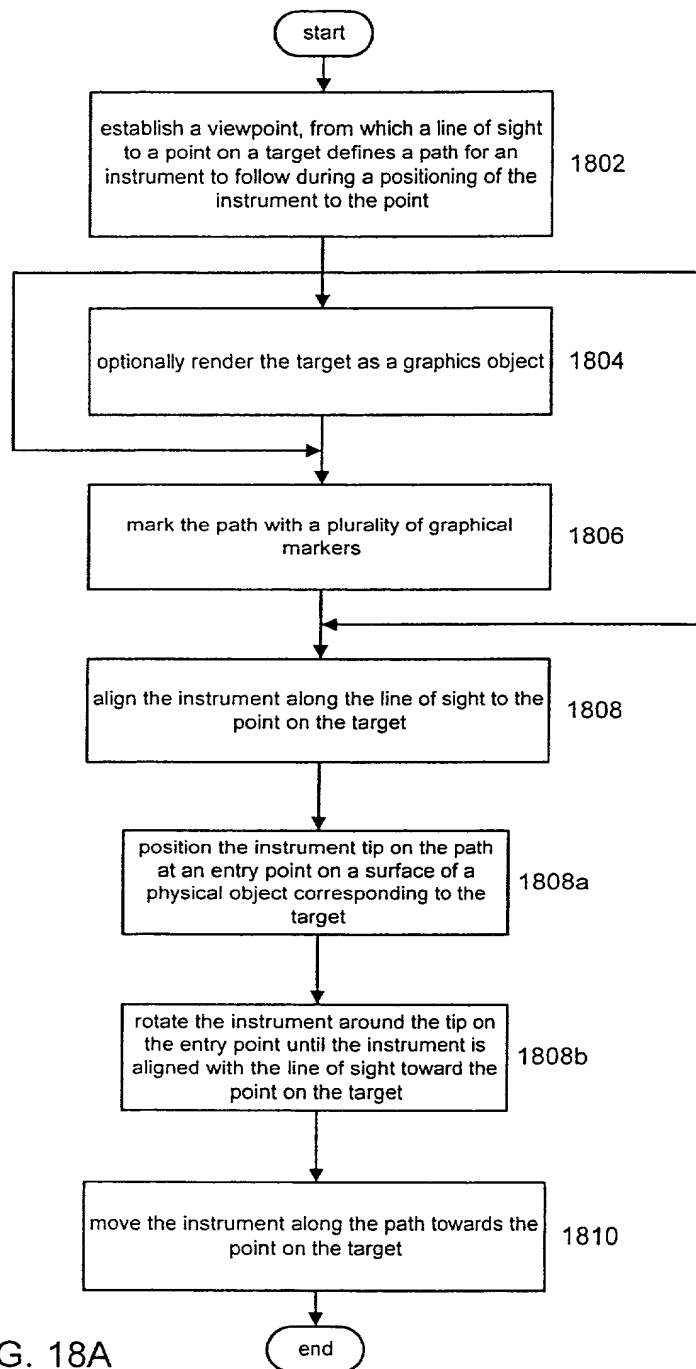 start
establish a viewpoint, from which a line of sight
to a point on a target defines a path for an
instrument to follow during a positioning of the
instrument to the point
1802
optionally render the target as a graphics object
1804
mark the path with a plurality of graphical
markers
1806
align the instrument along the line of sight to the
point on the target
1808
position the instrument tip on the path
at an entry point on a surface of a
physical object corresponding to the
target
1808a
rotate the instrument around the tip on
the entry point until the instrument is
aligned with the line of sight toward the
point on the target
1808b
move the instrument along the path towards the
point on the target
1810
end
G. 18A